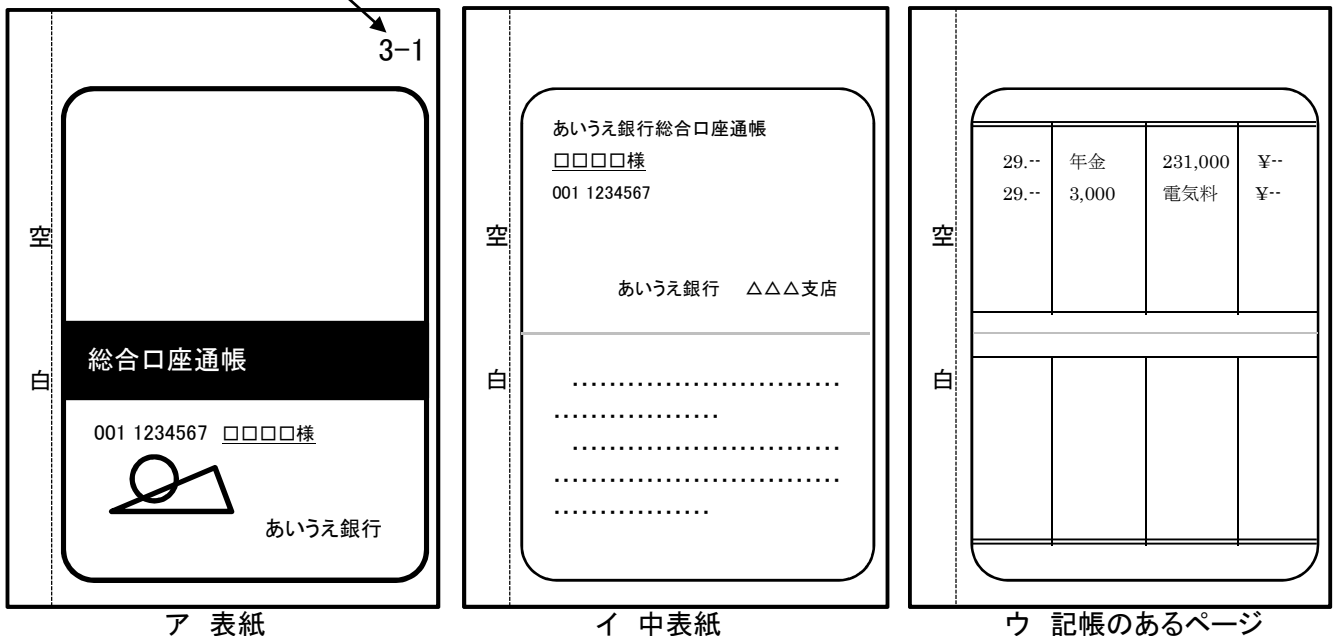 3-1
空
白
総合口座通帳
001 1234567 □□□□様
あいうえ銀行
ア 表紙
空
白
あいうえ銀行総合口座通帳
□□□□様
001 1234567
あいうえ銀行 △△△支店
‥‥‥‥‥‥‥‥‥‥‥‥‥
‥‥‥‥‥‥‥‥
‥‥‥‥‥‥‥‥‥‥‥‥‥
‥‥‥‥‥‥‥‥‥‥‥‥‥‥
‥‥‥‥‥‥‥‥
イ 中表紙
空
白
29.-- 年金 231,000 ¥--
29.-- 3,000 電気料 ¥--
ウ 記帳のあるページ